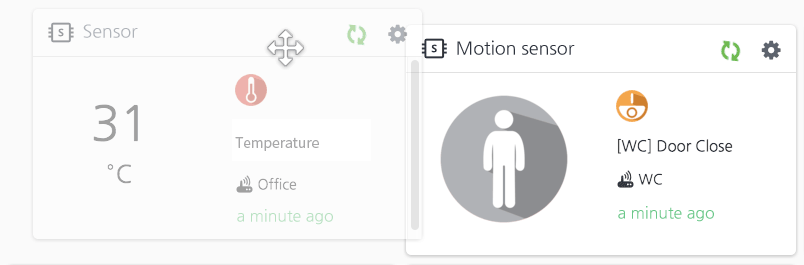 S Sensor
31
°C
Temperature
Office
a minute ago
S Motion sensor
[WC] Door Close
WC
a minute ago